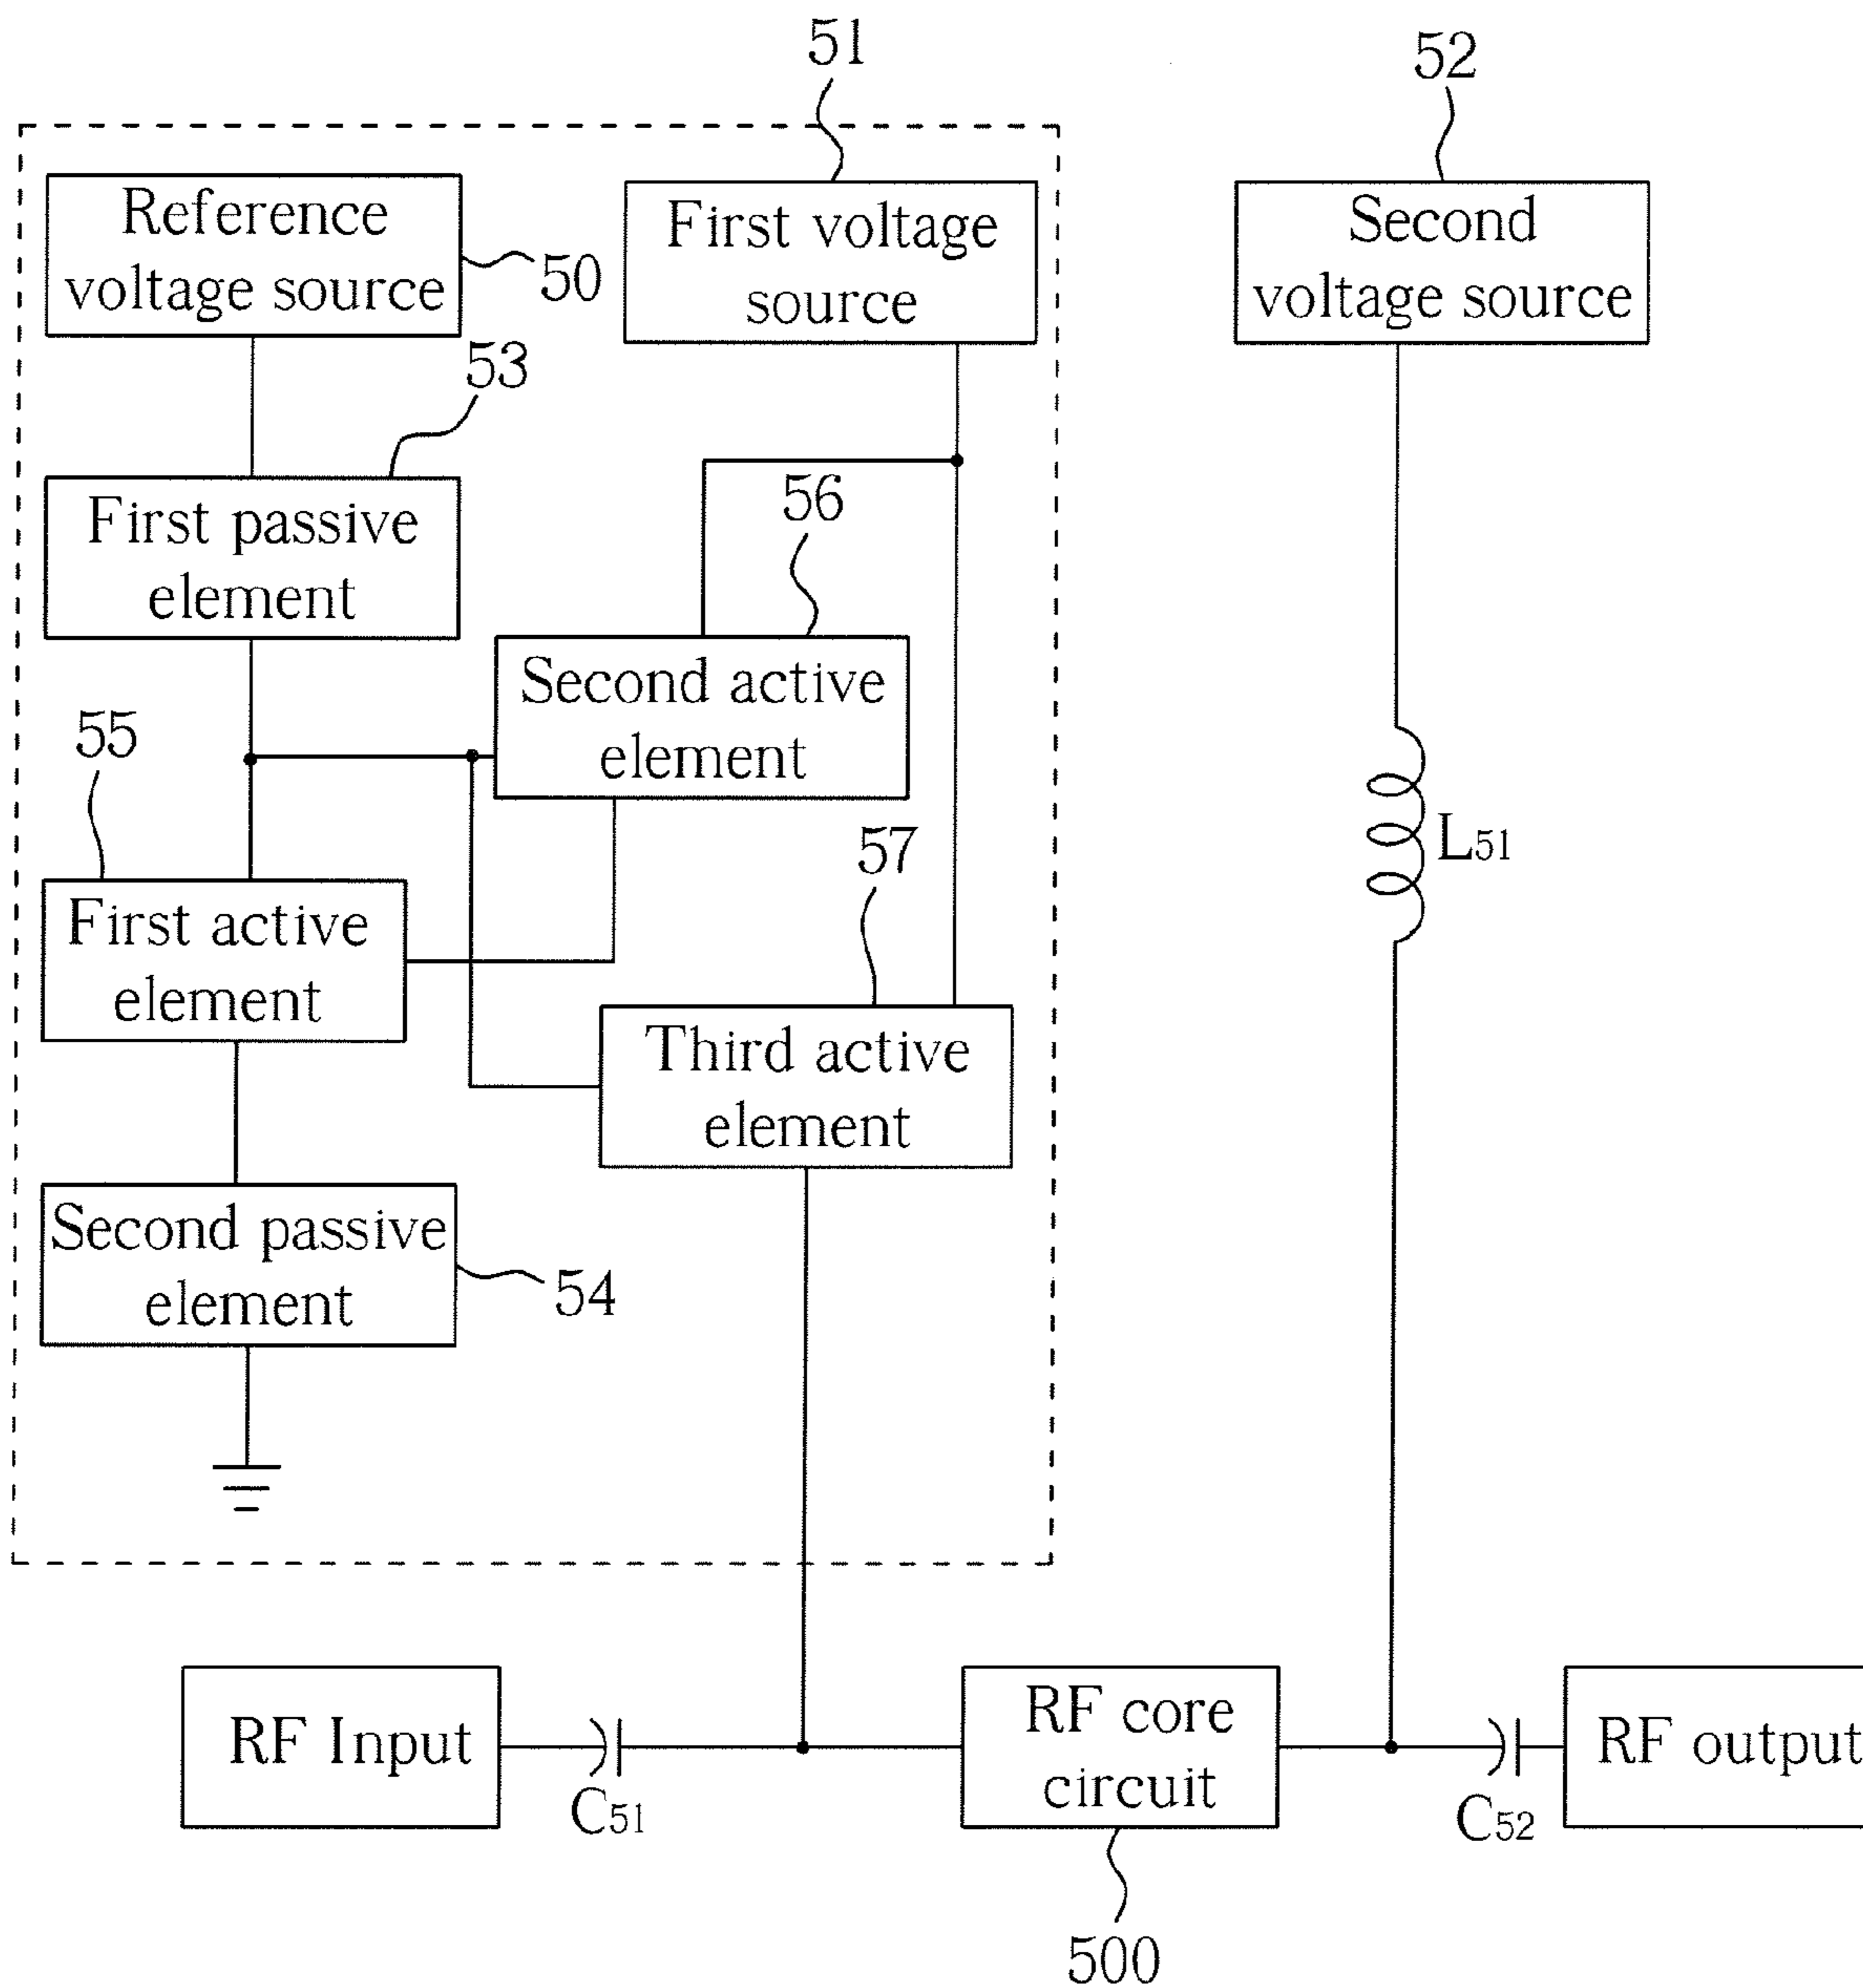 51
52
Reference
voltage source
50
First voltage
source
Second
voltage source
53
First passive
element
56
Second active
element
55
57
L51
First active
element
Third active
element
Second passive
element
54
RF Input
C51
RF core
circuit
C52
RF output
500